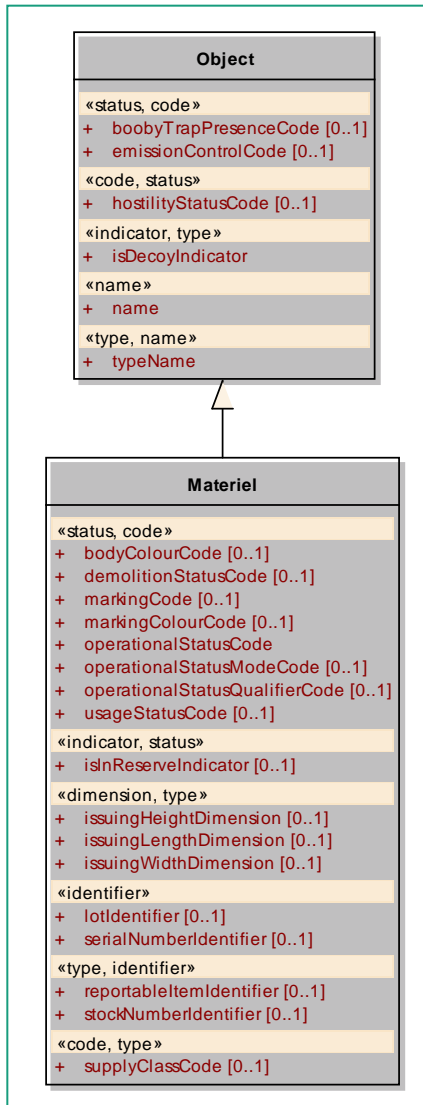 Object
«status, code»
+ boobyTrapPresenceCode [0..1]
+ emissionControlCode [0..1]
«code, status»
+ hostilityStatusCode [0..1]
«indicator, type»
+ isDecoyIndicator
«name»
+ name
«type, name»
+ typeName
Materiel
«status, code»
+ bodyColourCode [0..1]
+ demolitionStatusCode [0..1]
+ markingCode [0..1]
+ markingColourCode [0..1]
+ operationalStatusCode
+ operationalStatusModeCode [0..1]
+ operationalStatusQualifierCode [0..1]
+ usageStatusCode [0..1]
«indicator, status»
+ isInReserveIndicator [0..1]
«dimension, type»
+ issuingHeightDimension [0..1]
+ issuingLengthDimension [0..1]
+ issuingWidthDimension [0..1]
«identifier»
+ lotIdentifier [0..1]
+ serialNumberIdentifier [0..1]
«type, identifier»
+ reportableItemIdentifier [0..1]
+ stockNumberIdentifier [0..1]
«code, type»
+ supplyClassCode [0..1]